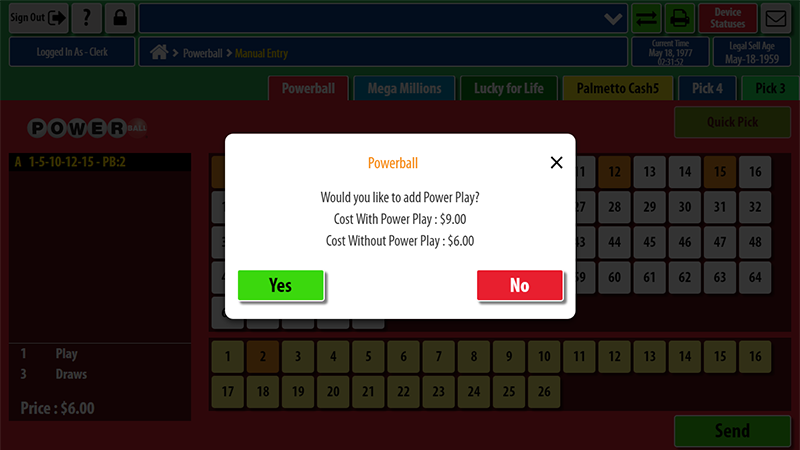 Sign Out
?
Device Statuses
Logged In As - Clerk
Powerball
Manual Entry
Current Time
May 18, 1977
02:31:52
Legal Sell Age
May-18-1959
Powerball
Mega Millions
Lucky for Life
Palmetto Cash5
Pick 4
Pick 3
POWERBALL
Quick Pick
A 1-5-10-12-15 - PB:2
12 13 14 15 16
28 29 30 31 32
44 45 46 47 48
60 61 62 63 64
Powerball
Would you like to add Power Play?
Cost With Power Play : $9.00
Cost Without Power Play : $6.00
Yes
No
1 2 3 4 5 6 7 8 9 10 11 12 13 14 15 16
17 18 19 20 21 22 23 24 25 26
1 Play
3 Draws
Price : $6.00
Send